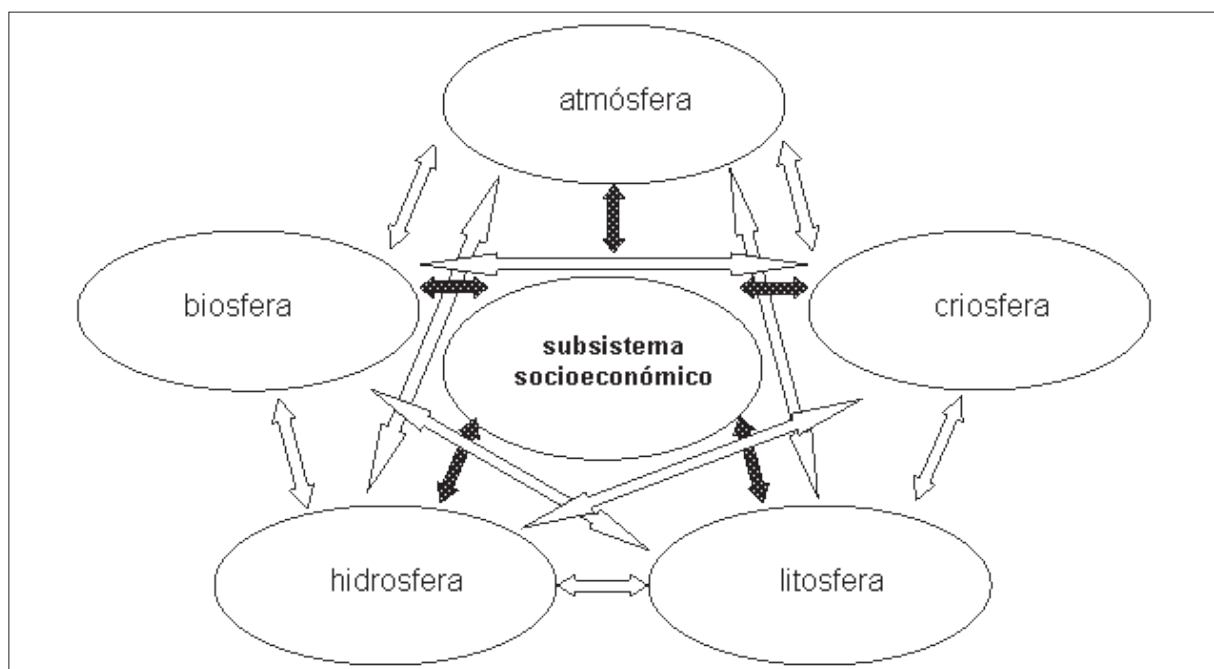 atmósfera
biosfera
criosfera
subsistema
socioeconómico
hidrosfera
litosfera